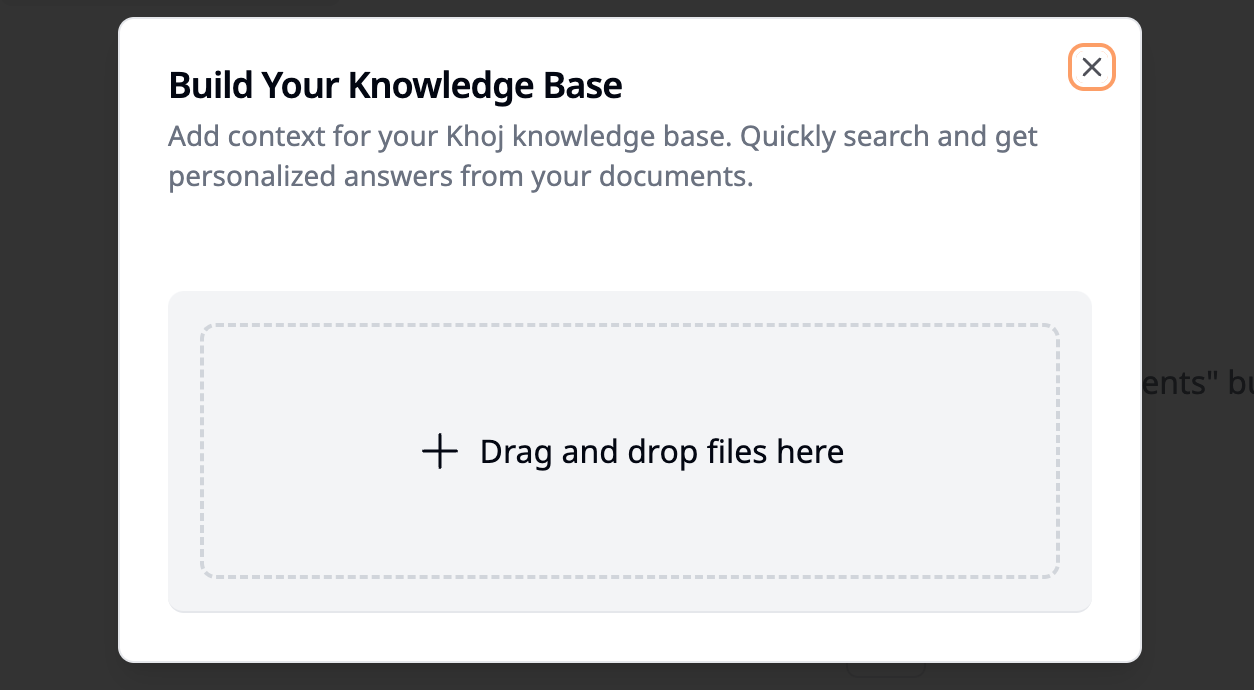 Build Your Knowledge Base
Add context for your Khoj knowledge base. Quickly search and get
personalized answers from your documents.
ents" bu
Drag and drop files here